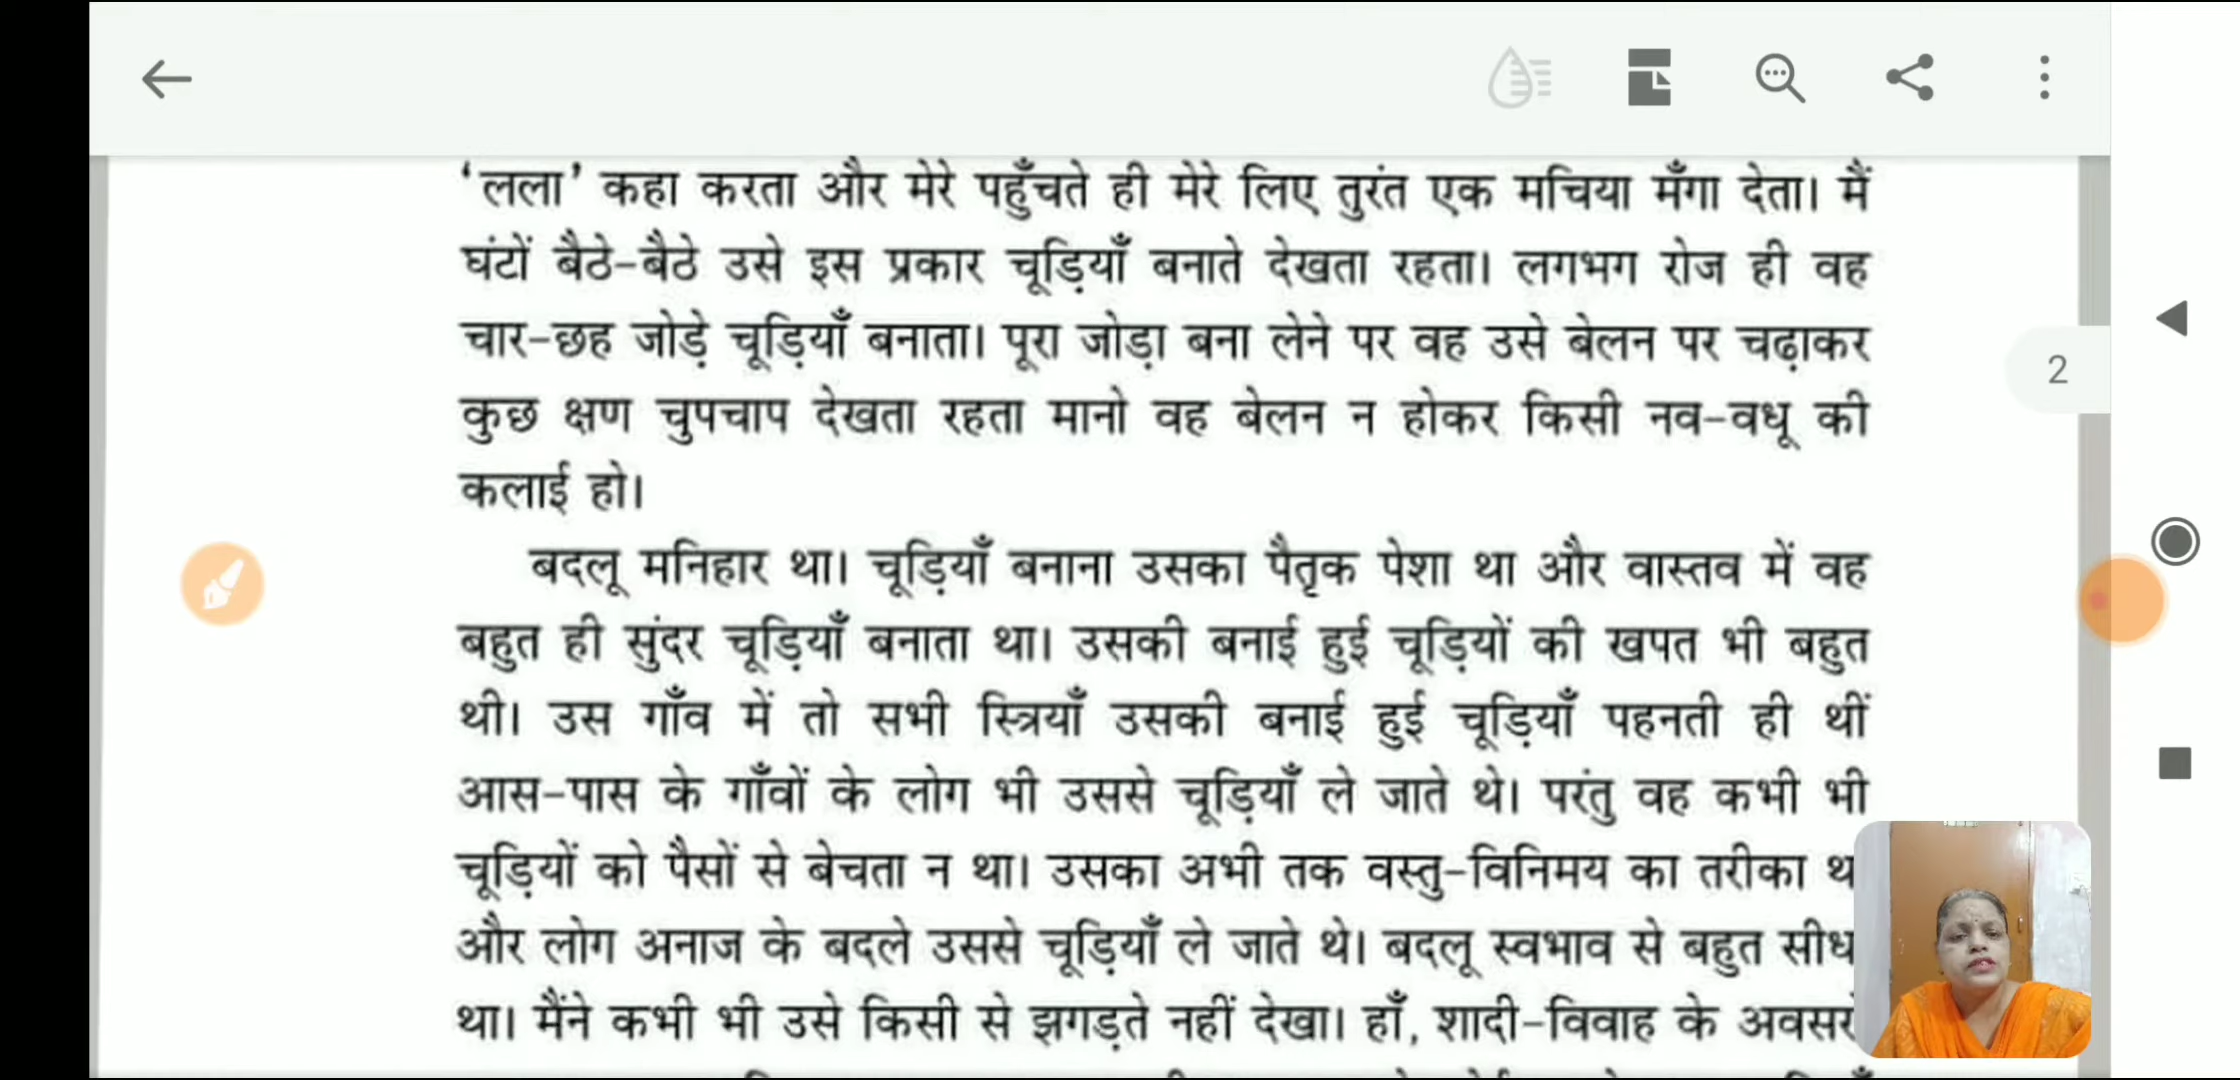 ‘लला’ कहा करता और मेरे पहुँचते ही मेरे लिए तुरंत एक मचिया मँगा देता। मैं
घंटों बैठे-बैठे उसे इस प्रकार चूड़ियाँ बनाते देखता रहता। लगभग रोज ही वह
चार-छह जोड़े चूड़ियाँ बनाता। पूरा जोड़ा बना लेने पर वह उसे बेलन पर चढ़ाकर
कुछ क्षण चुपचाप देखता रहता मानो वह बेलन न होकर किसी नव-वधू की
कलाई हो।
बदलू मनिहार था। चूड़ियाँ बनाना उसका पैतृक पेशा था और वास्तव में वह
बहुत ही सुंदर चूड़ियाँ बनाता था। उसकी बनाई हुई चूड़ियों की खपत भी बहुत
थी। उस गाँव में तो सभी स्त्रियाँ उसकी बनाई हुई चूड़ियाँ पहनती ही थीं
आस-पास के गाँवों के लोग भी उससे चूड़ियाँ ले जाते थे। परंतु वह कभी भी
चूड़ियों को पैसों से बेचता न था। उसका अभी तक वस्तु-विनिमय का तरीका थ
और लोग अनाज के बदले उससे चूड़ियाँ ले जाते थे। बदलू स्वभाव से बहुत सीध
था। मैंने कभी भी उसे किसी से झगड़ते नहीं देखा। हाँ, शादी-विवाह के अवसर
2